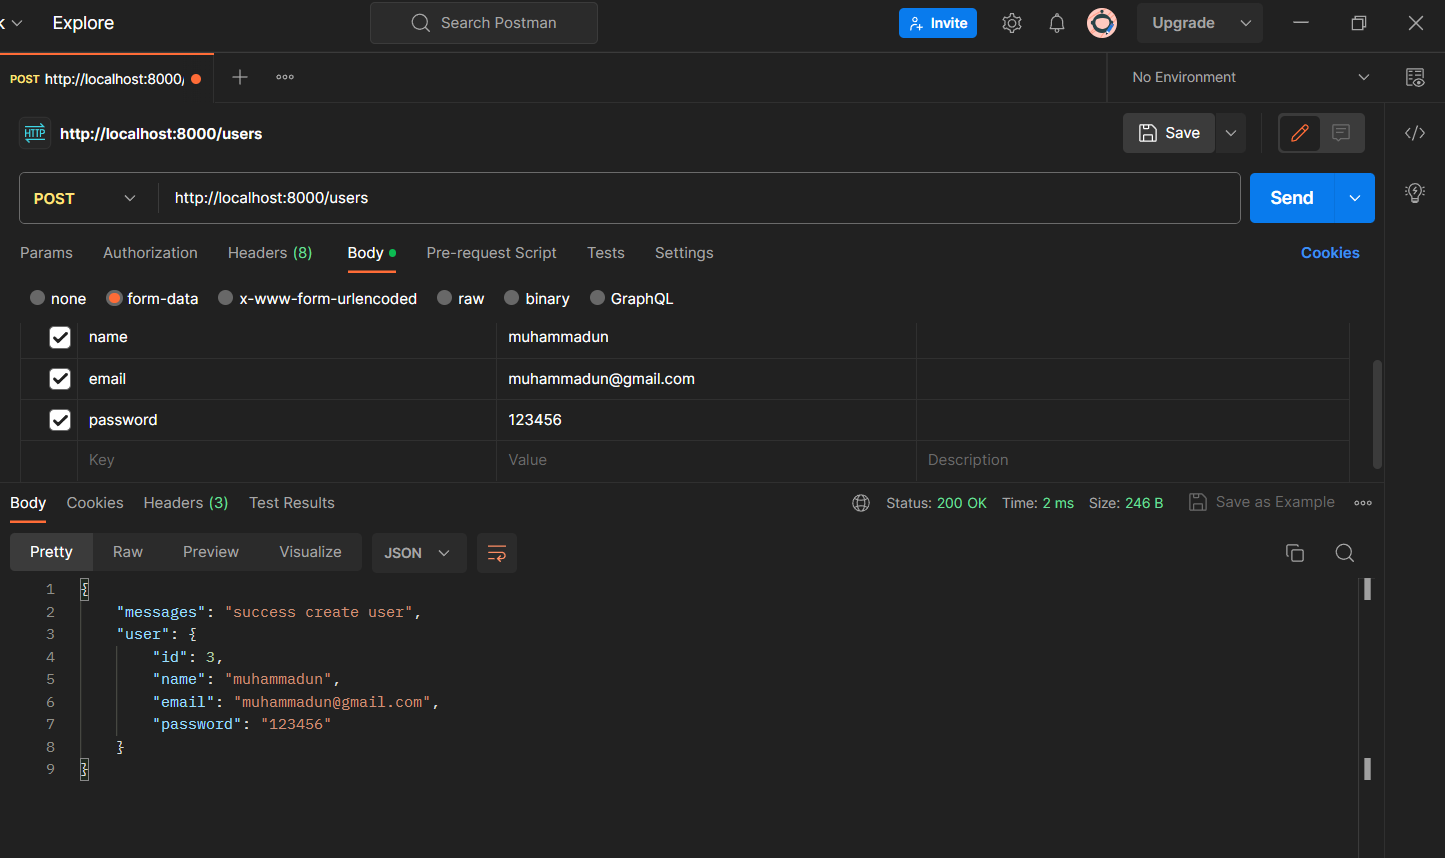 Explore
Search Postman
Invite
Upgrade
POST http://localhost:8000/
No Environment
HTTP http://localhost:8000/users
Save
POST http://localhost:8000/users
Send
Params Authorization Headers (8) Body Pre-request Script Tests Settings Cookies
none form-data x-www-form-urlencoded raw binary GraphQL
name muhammadun
email muhammadun@gmail.com
password 123456
Key Value Description
Body Cookies Headers (3) Test Results Status: 200 OK Time: 2 ms Size: 246 B Save as Example
Pretty Raw Preview Visualize JSON
1 {
2 "messages": "success create user",
3 "user": {
4 "id": 3,
5 "name": "muhammadun",
6 "email": "muhammadun@gmail.com",
7 "password": "123456"
8 }
9 }